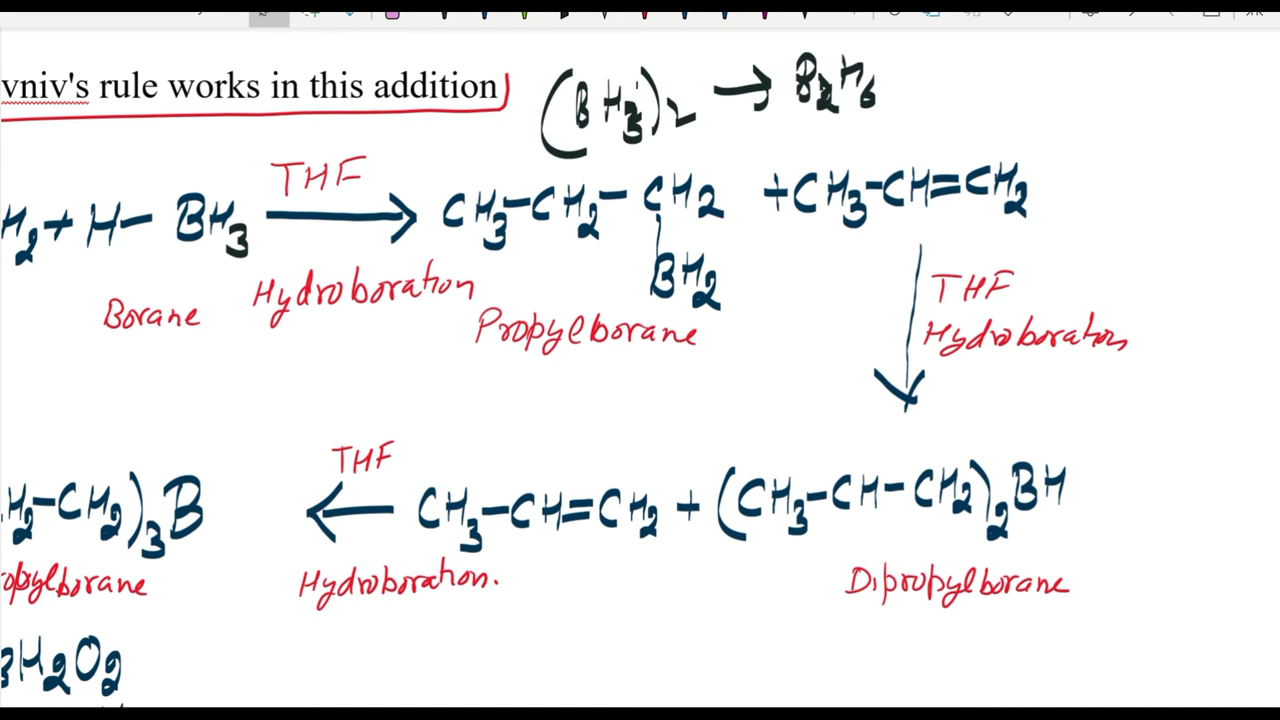 vniv's rule works in this addition (BH3)2 → B2H6
H2 + H - BH3 THF → CH3-CH2-CH2 + CH3-CH=CH2
BH2
Borane Hydroboration Propylborane THF
Hydroboration
THF
H2-CH2)3B ← CH3-CH=CH2 + (CH3-CH-CH2)2BH
opylborane Hydroboration. Dipropylborane
3H2O2